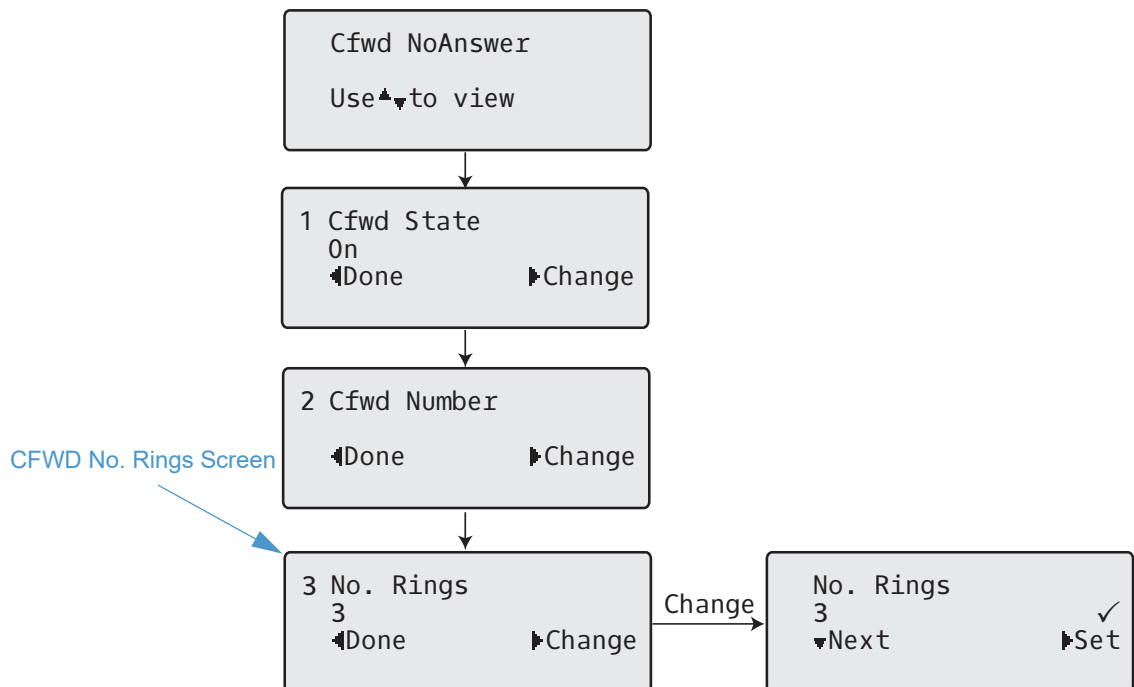 Cfwd NoAnswer
Use▲▼to view
1 Cfwd State
On
◀Done ▶Change
2 Cfwd Number
◀Done ▶Change
CFWD No. Rings Screen
3 No. Rings
3
◀Done ▶Change
Change
No. Rings
3 ✓
▼Next ▶Set